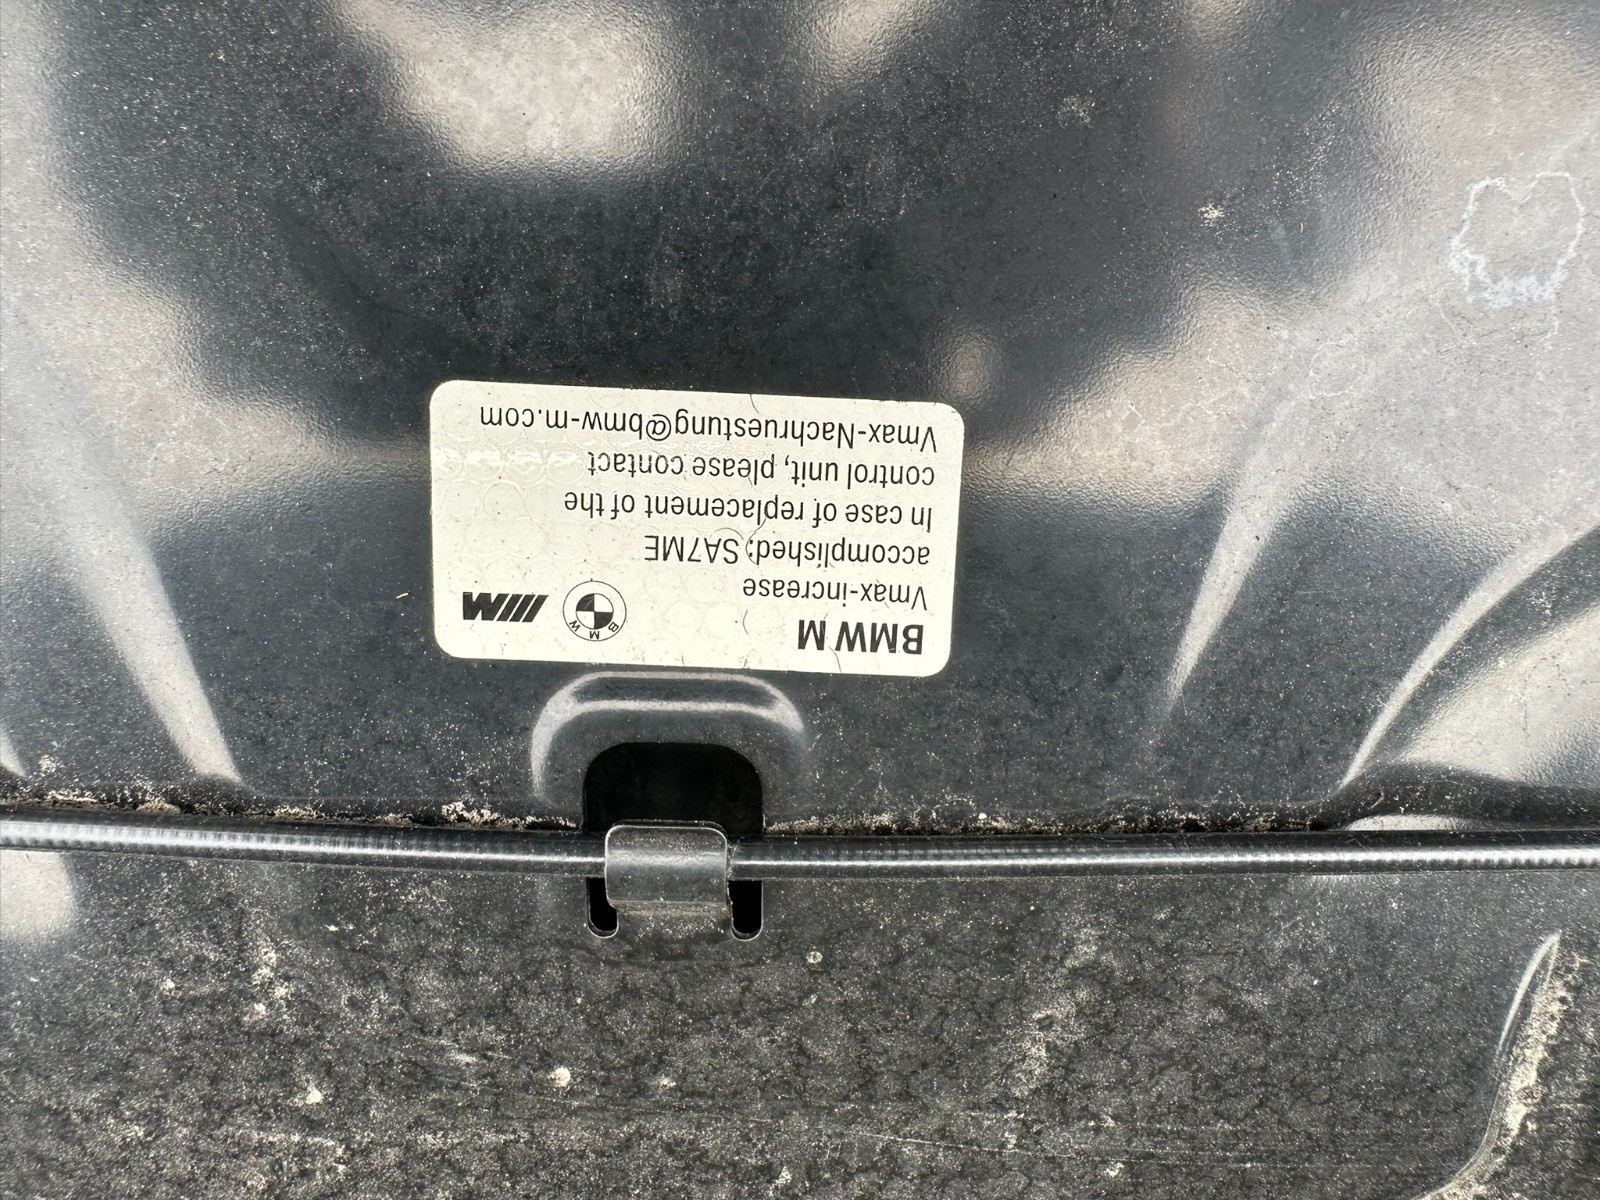 BMW M
Vmax-increase
accomplished: SA7ME
In case of replacement of the
control unit, please contact
Vmax-Nachruestung@bmw-m.com
BMW
M